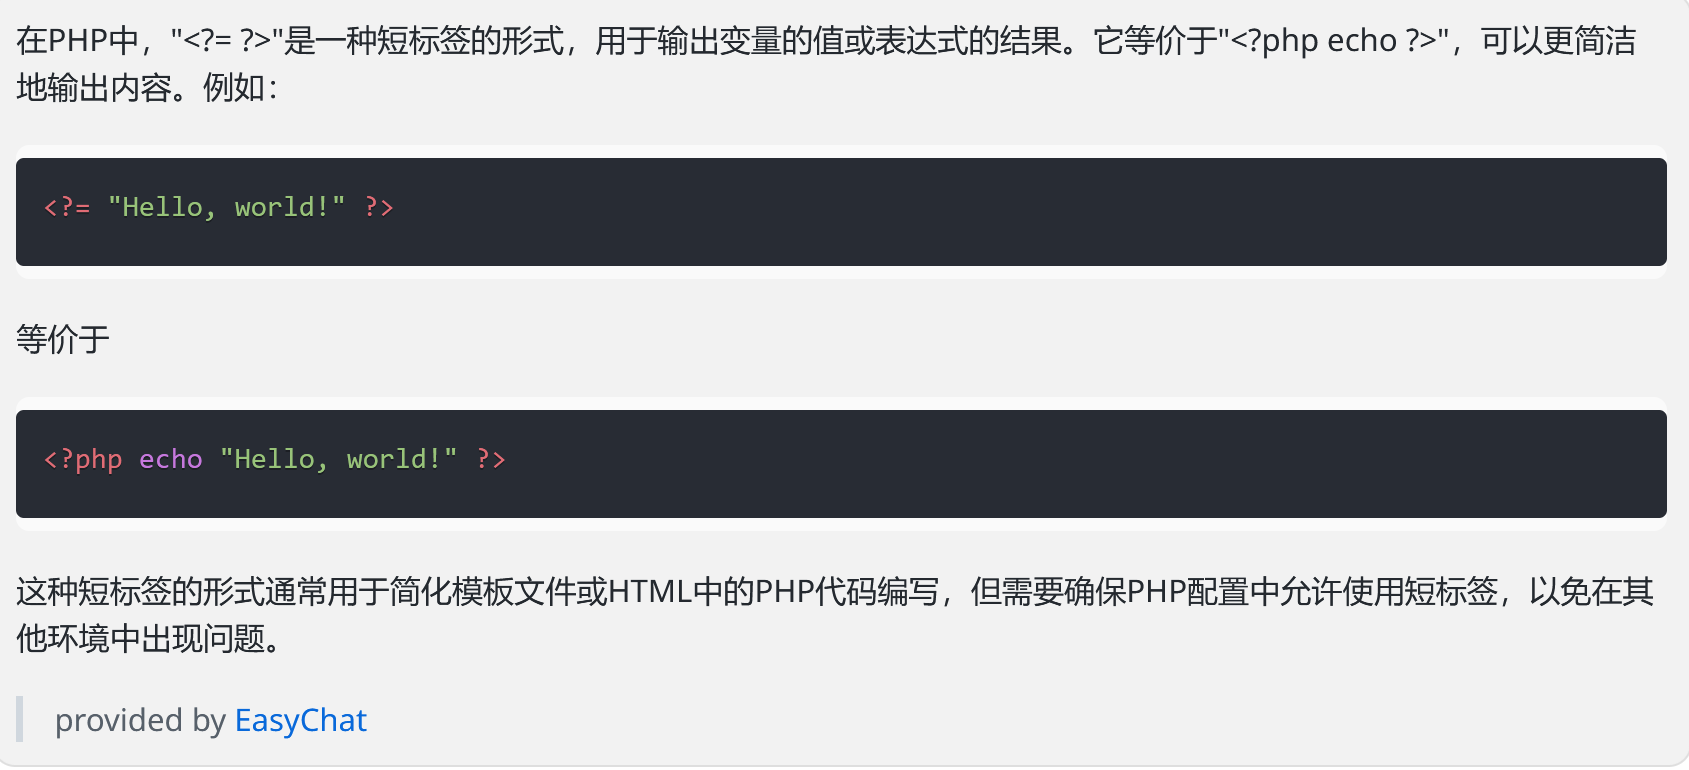 在PHP中，"<?= ?>"是一种短标签的形式，用于输出变量的值或表达式的结果。它等价于"<?php echo ?>"，可以更简洁
地输出内容。例如：
<?= "Hello, world!" ?>
等价于
<?php echo "Hello, world!" ?>
这种短标签的形式通常用于简化模板文件或HTML中的PHP代码编写，但需要确保PHP配置中允许使用短标签，以免在其
他环境中出现问题。
provided by EasyChat